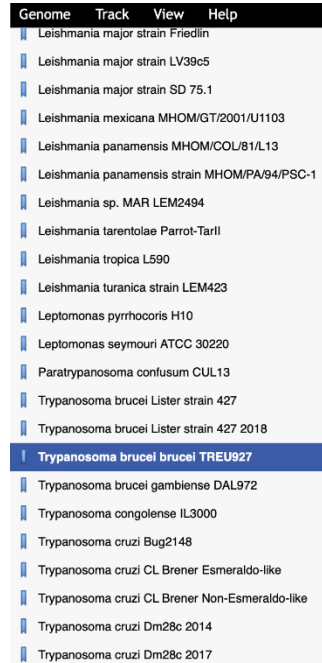 Genome Track View Help
Leishmania major strain Friedlin
Leishmania major strain LV39c5
Leishmania major strain SD 75.1
Leishmania mexicana MHOM/GT/2001/U1103
Leishmania panamensis MHOM/COL/81/L13
Leishmania panamensis strain MHOM/PA/94/PSC-1
Leishmania sp. MAR LEM2494
Leishmania tarentolae Parrot-TarII
Leishmania tropica L590
Leishmania turanica strain LEM423
Leptomonas pyrrhocoris H10
Leptomonas seymouri ATCC 30220
Paratrypanosoma confusum CUL13
Trypanosoma brucei Lister strain 427
Trypanosoma brucei Lister strain 427 2018
Trypanosoma brucei brucei TREU927
Trypanosoma brucei gambiense DAL972
Trypanosoma congolense IL3000
Trypanosoma cruzi Bug2148
Trypanosoma cruzi CL Brener Esmeraldo-like
Trypanosoma cruzi CL Brener Non-Esmeraldo-like
Trypanosoma cruzi Dm28c 2014
Trypanosoma cruzi Dm28c 2017